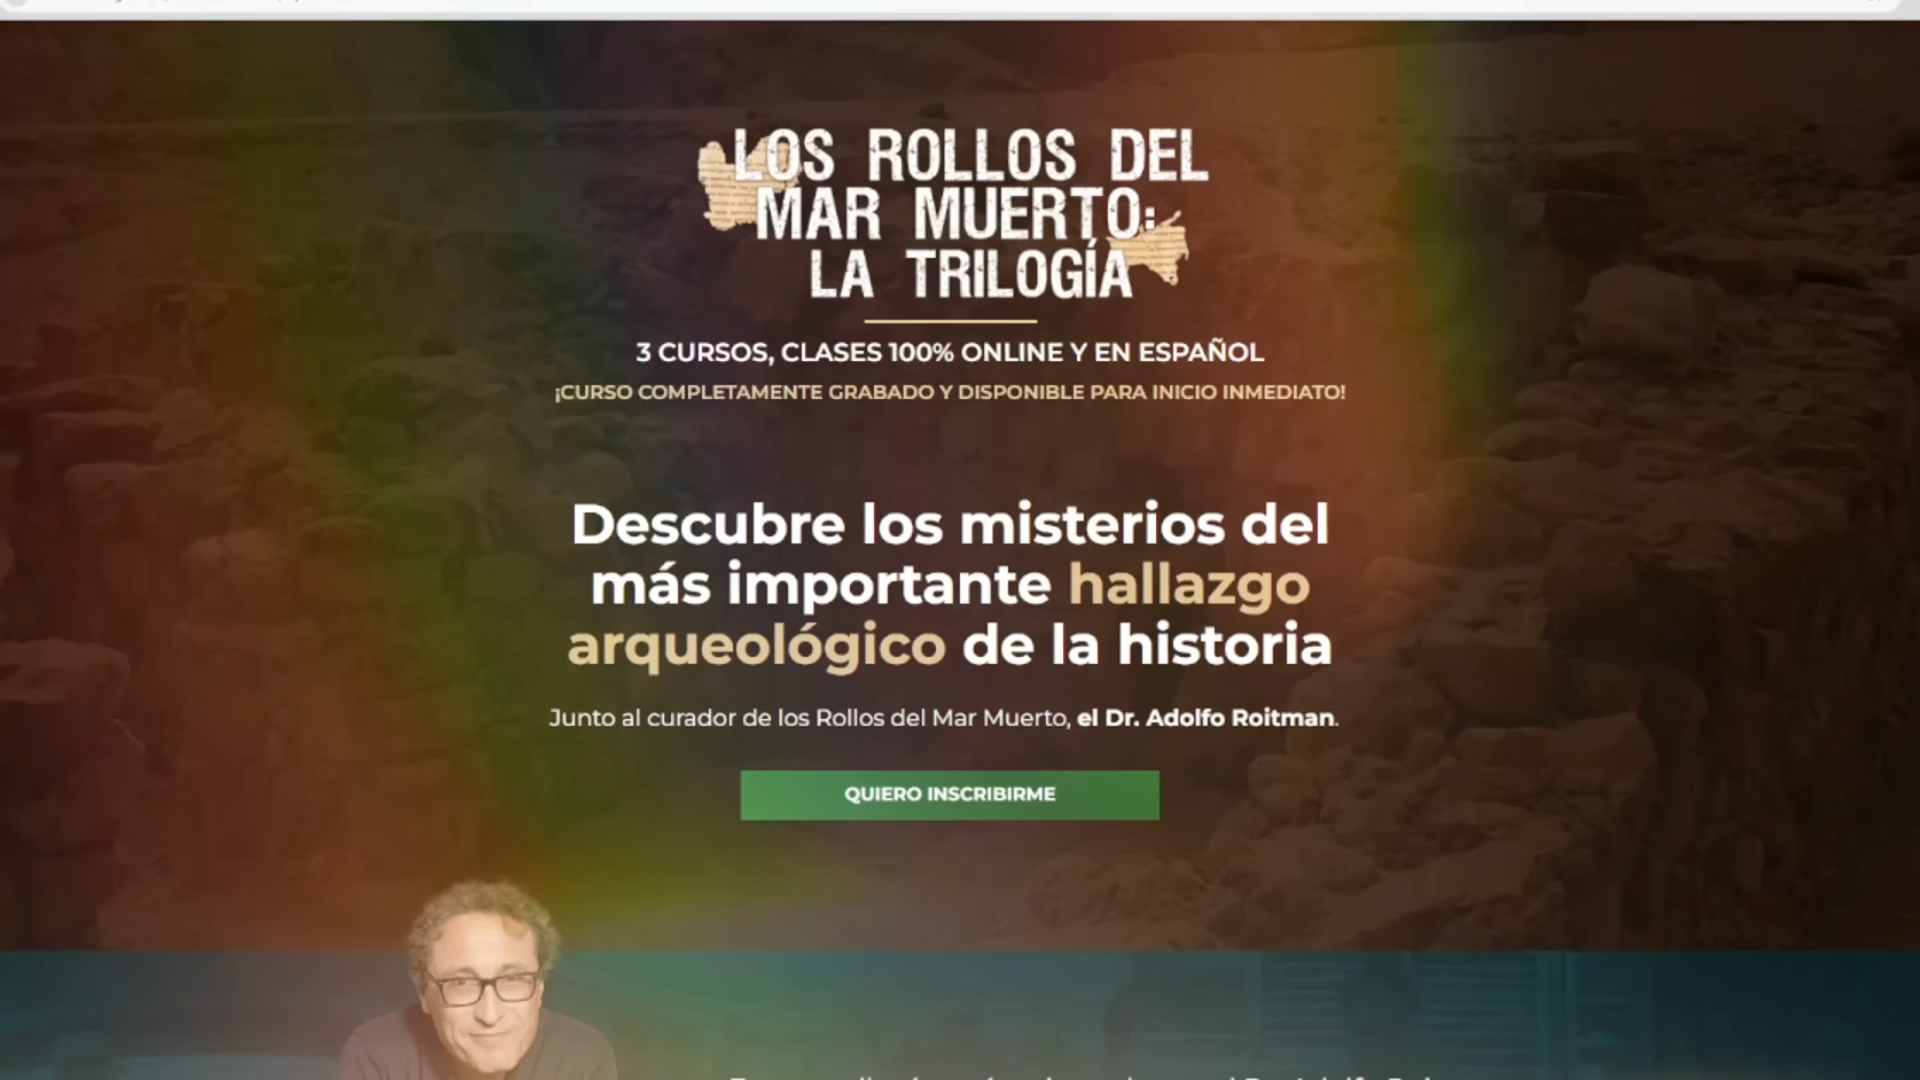 LOS ROLLOS DEL
MAR MUERTO:
LA TRILOGÍA
3 CURSOS, CLASES 100% ONLINE Y EN ESPAÑOL
¡CURSO COMPLETAMENTE GRABADO Y DISPONIBLE PARA INICIO INMEDIATO!
Descubre los misterios del
más importante hallazgo
arqueológico de la historia
Junto al curador de los Rollos del Mar Muerto, el Dr. Adolfo Roitman.
QUIERO INSCRIBIRME